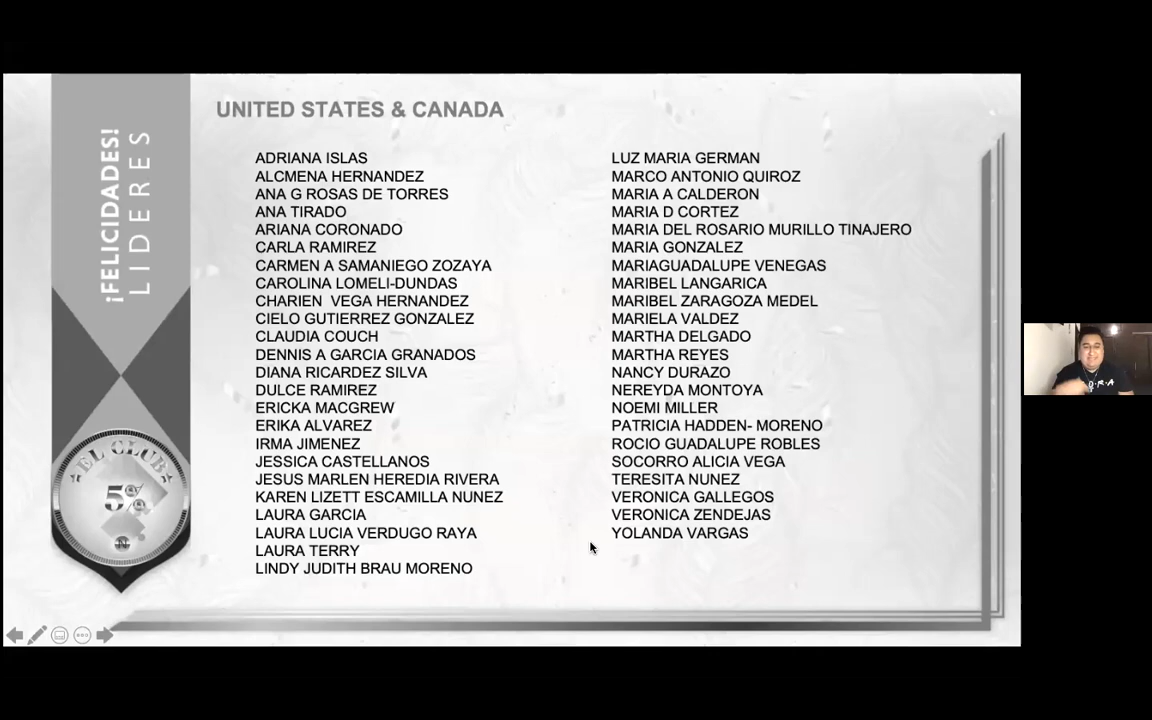 ¡FELICIDADES!
LIDERES
EL CLUB
5%
UNITED STATES & CANADA
ADRIANA ISLAS
ALCMENA HERNANDEZ
ANA G ROSAS DE TORRES
ANA TIRADO
ARIANA CORONADO
CARLA RAMIREZ
CARMEN A SAMANIEGO ZOZAYA
CAROLINA LOMELI-DUNDAS
CHARIEN  VEGA HERNANDEZ
CIELO GUTIERREZ GONZALEZ
CLAUDIA COUCH
DENNIS A GARCIA GRANADOS
DIANA RICARDEZ SILVA
DULCE RAMIREZ
ERICKA MACGREW
ERIKA ALVAREZ
IRMA JIMENEZ
JESSICA CASTELLANOS
JESUS MARLEN HEREDIA RIVERA
KAREN LIZETT ESCAMILLA NUNEZ
LAURA GARCIA
LAURA LUCIA VERDUGO RAYA
LAURA TERRY
LINDY JUDITH BRAU MORENO
LUZ MARIA GERMAN
MARCO ANTONIO QUIROZ
MARIA A CALDERON
MARIA D CORTEZ
MARIA DEL ROSARIO MURILLO TINAJERO
MARIA GONZALEZ
MARIAGUADALUPE VENEGAS
MARIBEL LANGARICA
MARIBEL ZARAGOZA MEDEL
MARIELA VALDEZ
MARTHA DELGADO
MARTHA REYES
NANCY DURAZO
NEREYDA MONTOYA
NOEMI MILLER
PATRICIA HADDEN- MORENO
ROCIO GUADALUPE ROBLES
SOCORRO ALICIA VEGA
TERESITA NUNEZ
VERONICA GALLEGOS
VERONICA ZENDEJAS
YOLANDA VARGAS